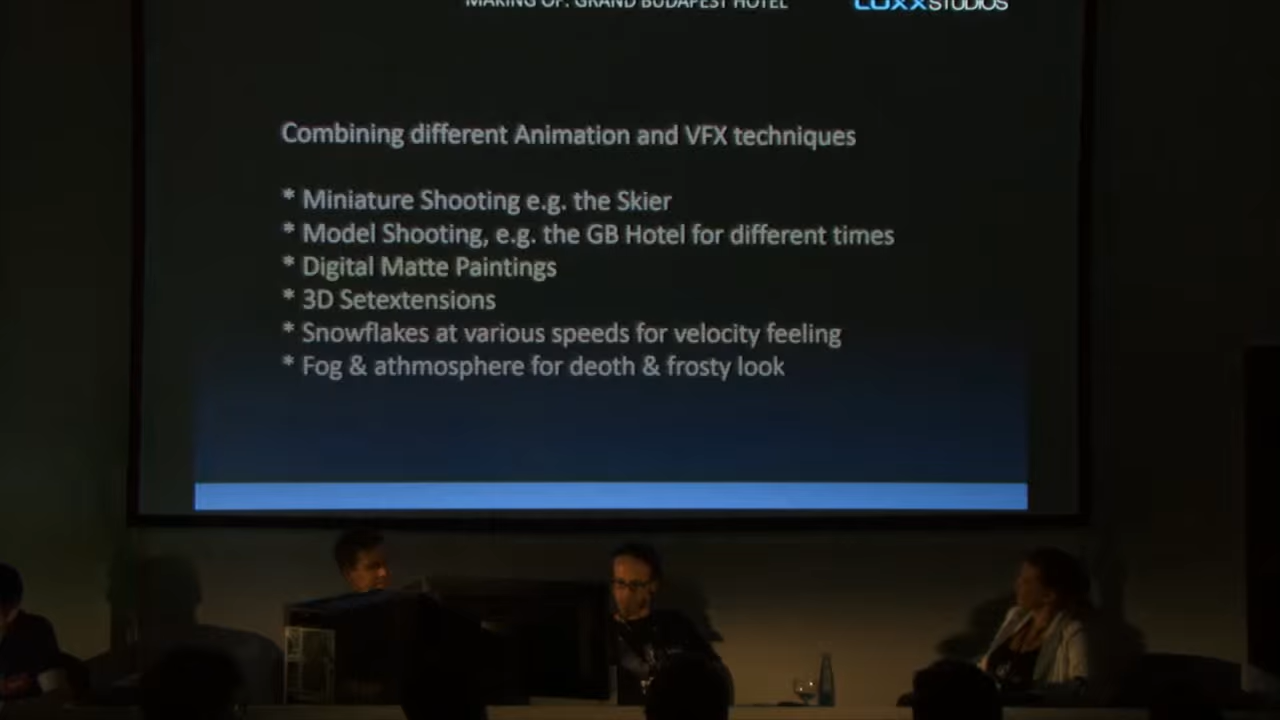 MAKING OF: GRAND BUDAPEST HOTEL
LUXXSTUDIOS
Combining different Animation and VFX techniques
* Miniature Shooting e.g. the Skier
* Model Shooting, e.g. the GB Hotel for different times
* Digital Matte Paintings
* 3D Setextensions
* Snowflakes at various speeds for velocity feeling
* Fog & athmosphere for deoth & frosty look